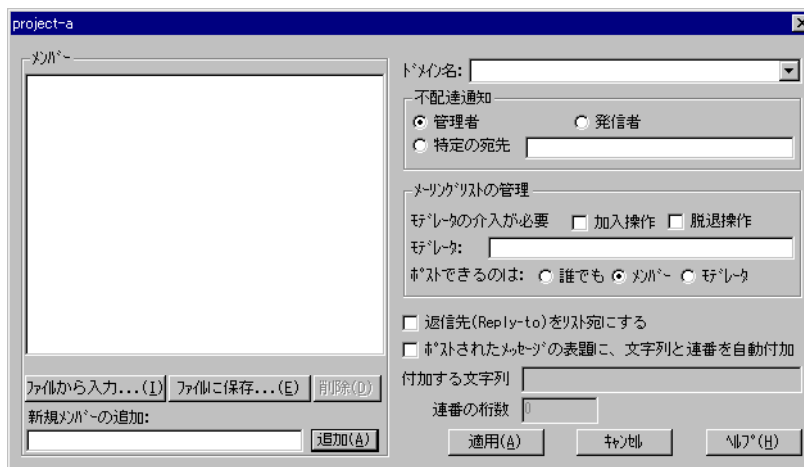 project-a
ﾒﾝﾊﾞｰ
ﾄﾞﾒｲﾝ名:
不配達通知
管理者
発信者
特定の宛先
ﾒｰﾘﾝｸﾞﾘｽﾄの管理
ﾓﾃﾞﾚｰﾀの介入が必要
加入操作
脱退操作
ﾓﾃﾞﾚｰﾀ:
ﾎﾟｽﾄできるのは:
誰でも
ﾒﾝﾊﾞｰ
ﾓﾃﾞﾚｰﾀ
返信先(Reply-to)をﾘｽﾄ宛にする
ﾎﾟｽﾄされたﾒｯｾｰｼﾞの表題に、文字列と連番を自動付加
付加する文字列
連番の桁数
0
ﾌｧｲﾙから入力...(I)
ﾌｧｲﾙに保存...(E)
削除(D)
新規ﾒﾝﾊﾞｰの追加:
追加(A)
適用(A)
ｷｬﾝｾﾙ
ﾍﾙﾌﾟ(H)